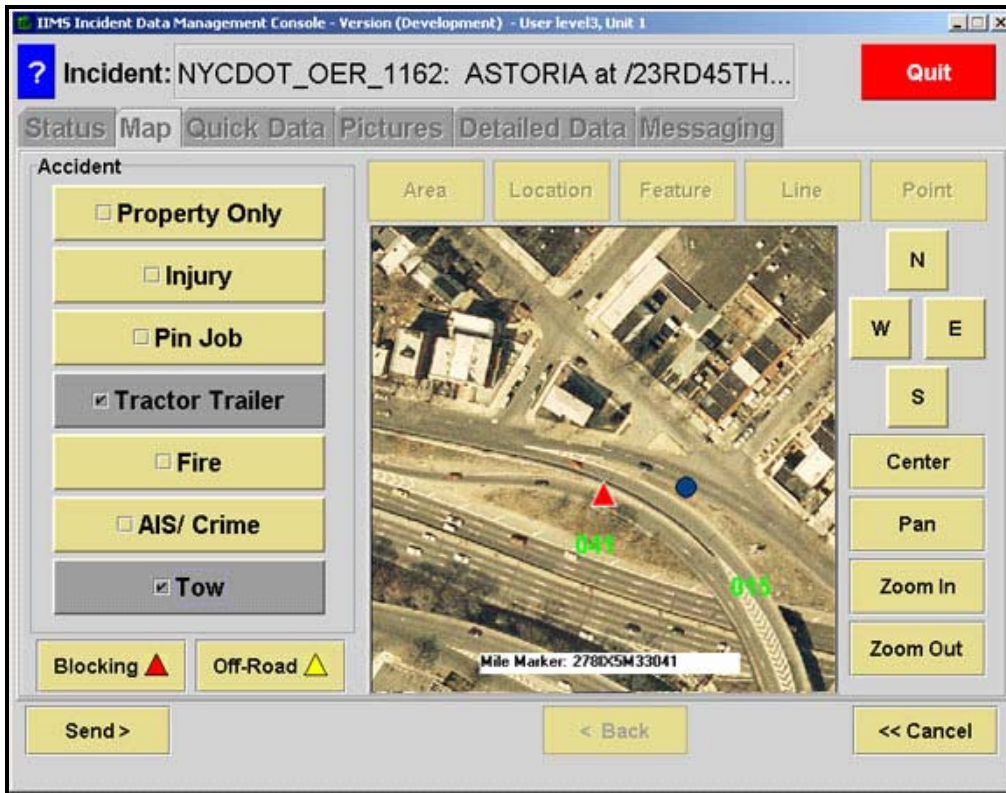 IIMS Incident Data Management Console - Version (Development) - User level3, Unit 1
? Incident: NYCDOT_OER_1162: ASTORIA at /23RD45TH... Quit
Status Map Quick Data Pictures Detailed Data Messaging
Accident
Property Only
Injury
Pin Job
Tractor Trailer
Fire
AIS/ Crime
Tow
Blocking
Off-Road
Area Location Feature Line Point
041
015
Mile Marker: 278IX5M33041
N
W E
S
Center
Pan
Zoom In
Zoom Out
Send > < Back << Cancel